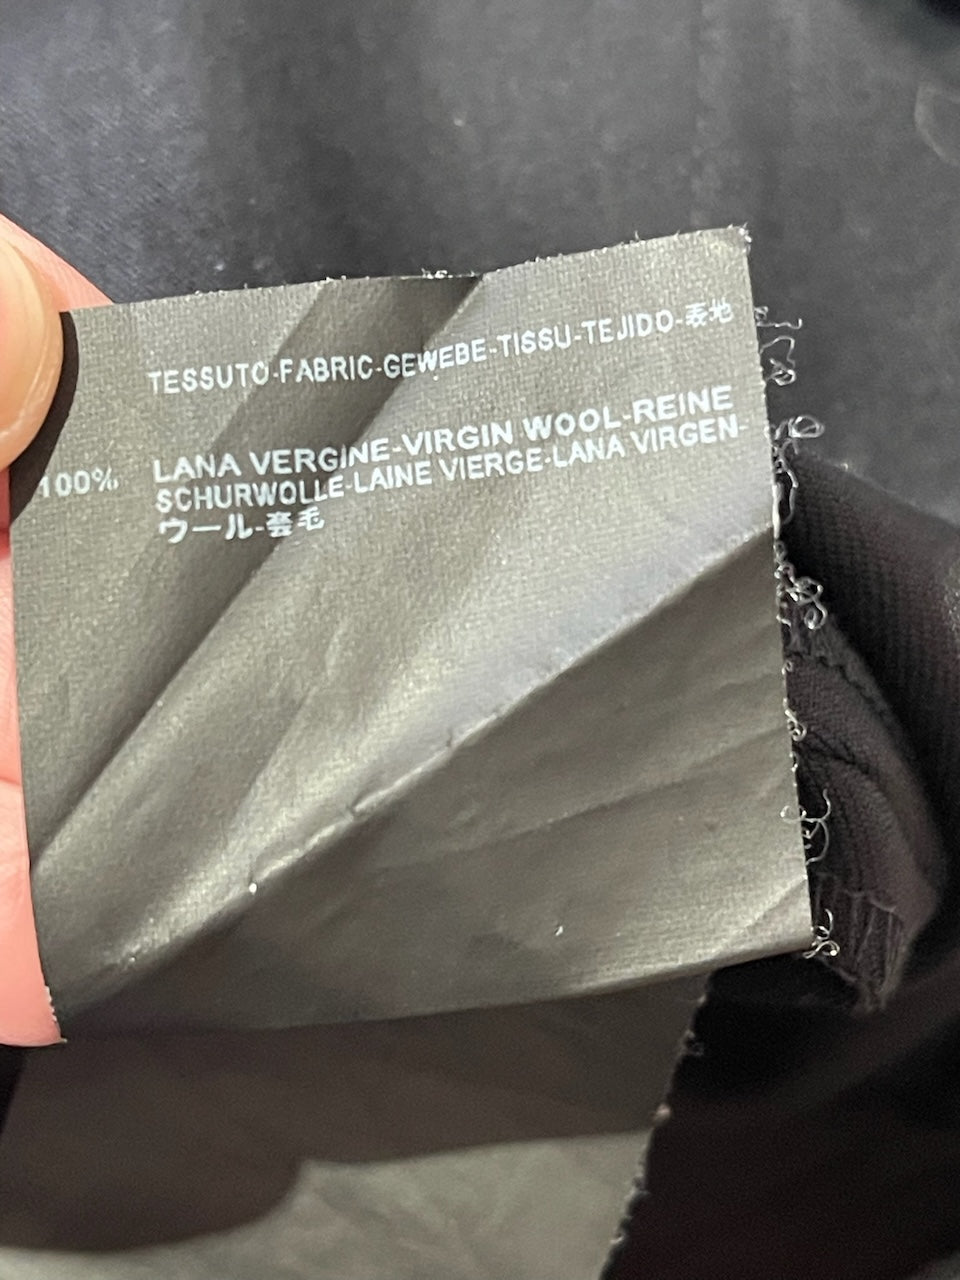 TESSUTO-FABRIC-GEWEBE-TISSU-TEJIDO-表地
100% LANA VERGINE-VIRGIN WOOL-REINE
SCHURWOLLE-LAINE VIERGE-LANA VIRGEN-
ウール-毛